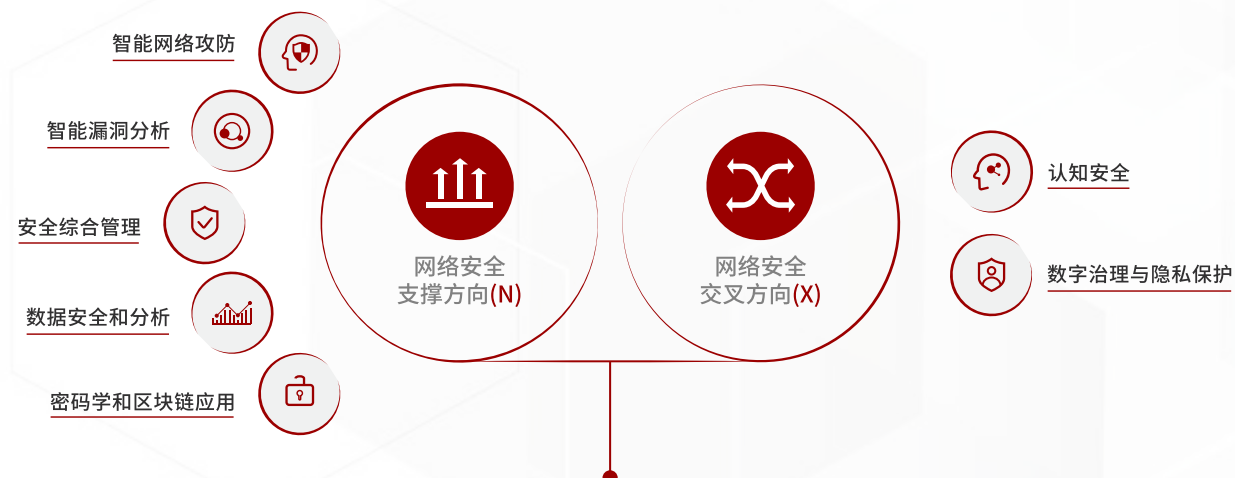 智能网络攻防
智能漏洞分析
安全综合管理
数据安全和分析
密码学和区块链应用
网络安全
支撑方向(N)
网络安全
交叉方向(X)
认知安全
数字治理与隐私保护